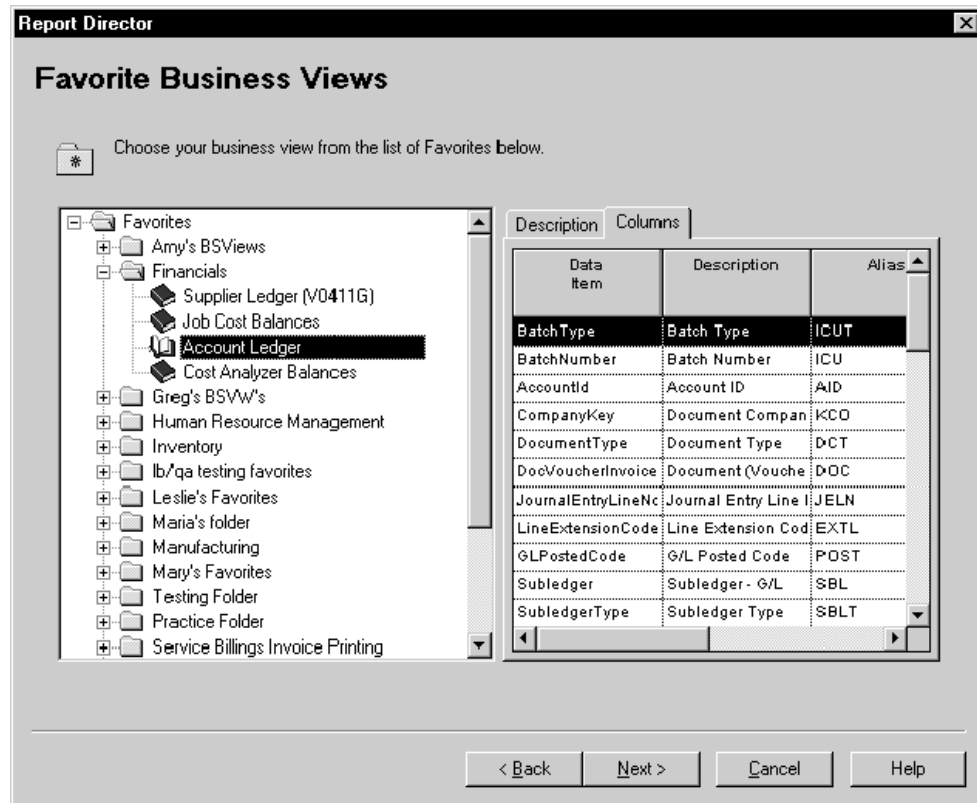 Report Director
Favorite Business Views
Choose your business view from the list of Favorites below.
Favorites
Amy's BSViews
Financials
Supplier Ledger (V0411G)
Job Cost Balances
Account Ledger
Cost Analyzer Balances
Greg's BSVW's
Human Resource Management
Inventory
lb/'qa testing favorites
Leslie's Favorites
Maria's folder
Manufacturing
Mary's Favorites
Testing Folder
Practice Folder
Service Billings Invoice Printing
Description Columns
Data Item Description Alias
BatchType Batch Type ICUT
BatchNumber Batch Number ICU
AccountId Account ID AID
CompanyKey Document Compan KCO
DocumentType Document Type DCT
DocVoucherInvoice Document (Vouche DOC
JournalEntryLineNo Journal Entry Line JELN
LineExtensionCode Line Extension Cod EXTL
GLPostedCode G/L Posted Code POST
Subledger Subledger - G/L SBL
SubledgerType Subledger Type SBLT
< Back Next > Cancel Help